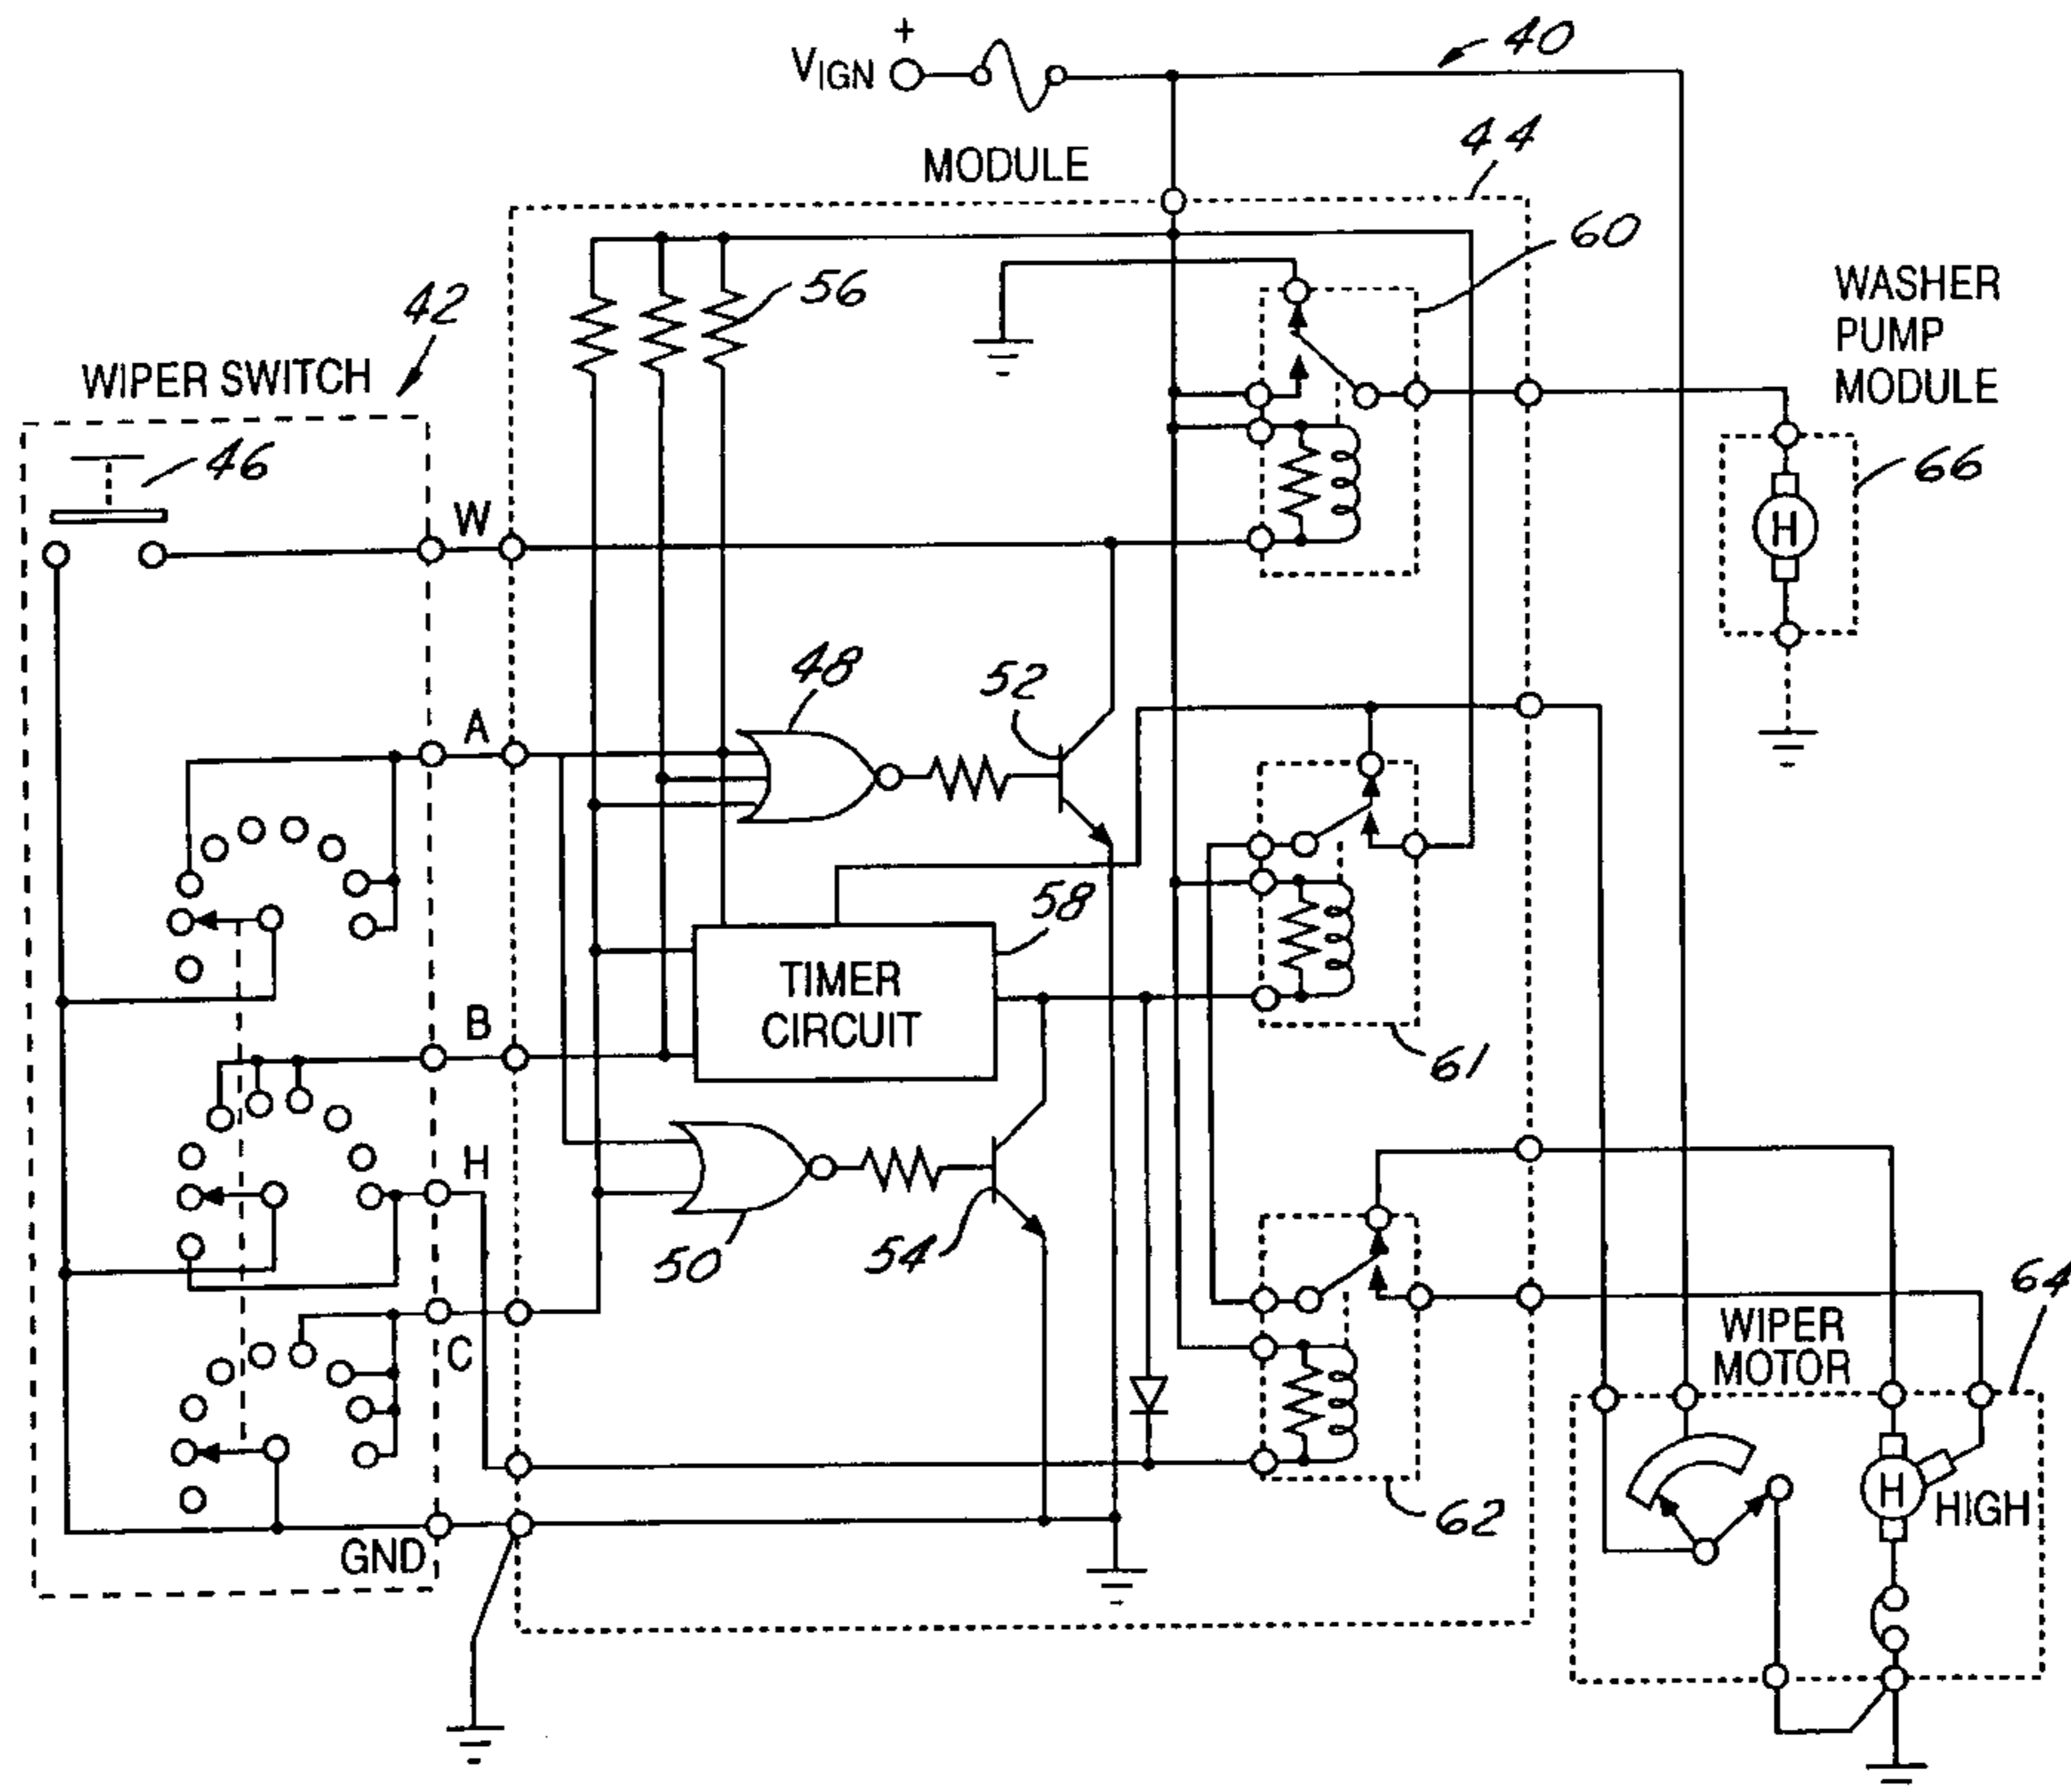 +
VIGN
40
MODULE
44
60
WASHER
PUMP
MODULE
42
56
WIPER SWITCH
46
66
W
H
48
52
A
58
TIMER
CIRCUIT
B
61
H
50
54
64
C
WIPER
MOTOR
H
HIGH
62
GND